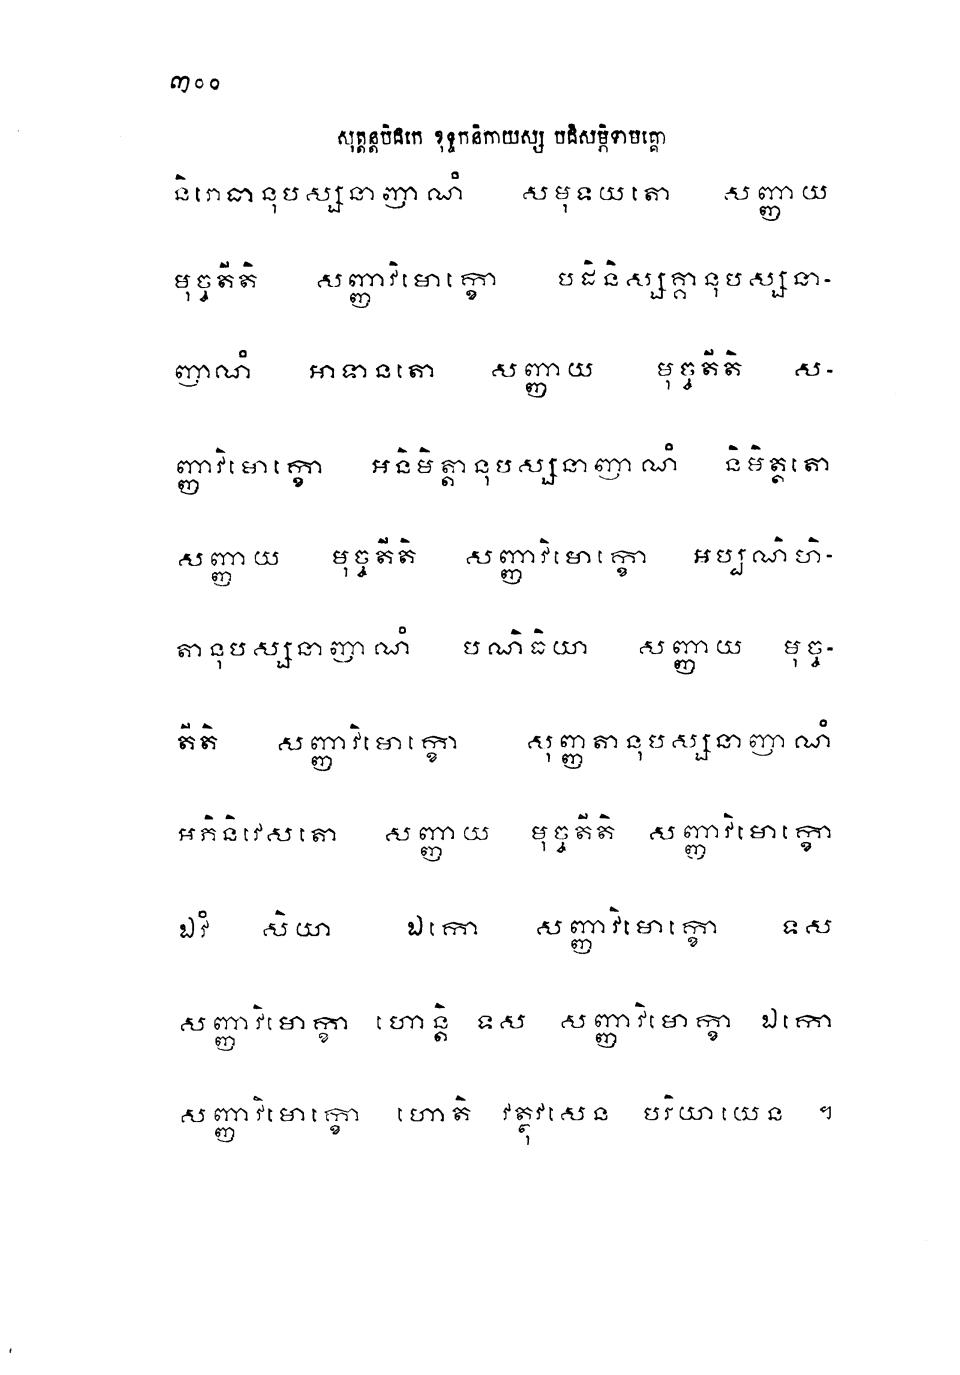 ៣០០
សុត្តន្តបិដកេ ខុទ្ទកនិកាយស្ស បដិសម្ភិទាមគ្គោ
និរោធានុបស្សនាញាណំ សមុទយតោ សញ្ញាយ
មុច្ចតីតិ សញ្ញាវិមោក្ខោ បដិនិស្សគ្គានុបស្សនា-
ញាណំ អាទានតោ សញ្ញាយ មុច្ចតីតិ ស-
ញ្ញាវិមោក្ខោ អនិមិត្តានុបស្សនាញាណំ និមិត្តតោ
សញ្ញាយ មុច្ចតីតិ សញ្ញាវិមោក្ខោ អប្បណិហិ-
តានុបស្សនាញាណំ បណិធិយា សញ្ញាយ មុច្ច-
តីតិ សញ្ញាវិមោក្ខោ សុញ្ញតានុបស្សនាញាណំ
អភិនិវេសតោ សញ្ញាយ មុច្ចតីតិ សញ្ញាវិមោក្ខោ
ឯវំ សិយា ឯកោ សញ្ញាវិមោក្ខោ ទស
សញ្ញាវិមោក្ខា ហោន្តិ ទស សញ្ញាវិមោក្ខា ឯកោ
សញ្ញាវិមោក្ខោ ហោតិ វត្ថុវសេន បរិយាយេន ។